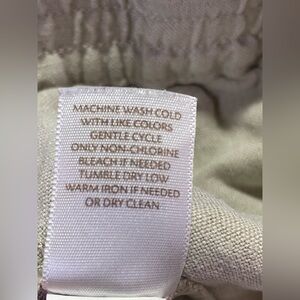 MACHINE WASH COLD
WITH LIKE COLORS
GENTLE CYCLE
ONLY NON-CHLORINE
BLEACH IF NEEDED
TUMBLE DRY LOW
WARM IRON IF NEEDED
OR DRY CLEAN